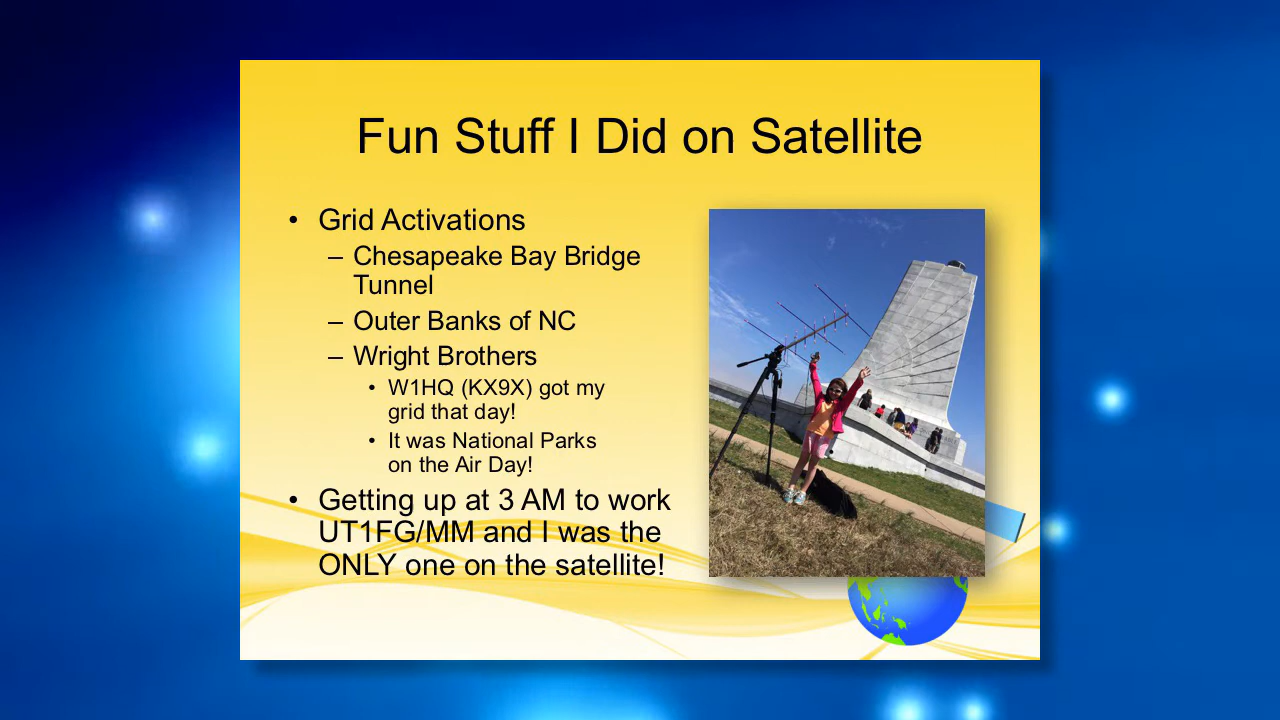 Fun Stuff I Did on Satellite
• Grid Activations
– Chesapeake Bay Bridge
Tunnel
– Outer Banks of NC
– Wright Brothers
• W1HQ (KX9X) got my
grid that day!
• It was National Parks
on the Air Day!
• Getting up at 3 AM to work
UT1FG/MM and I was the
ONLY one on the satellite!